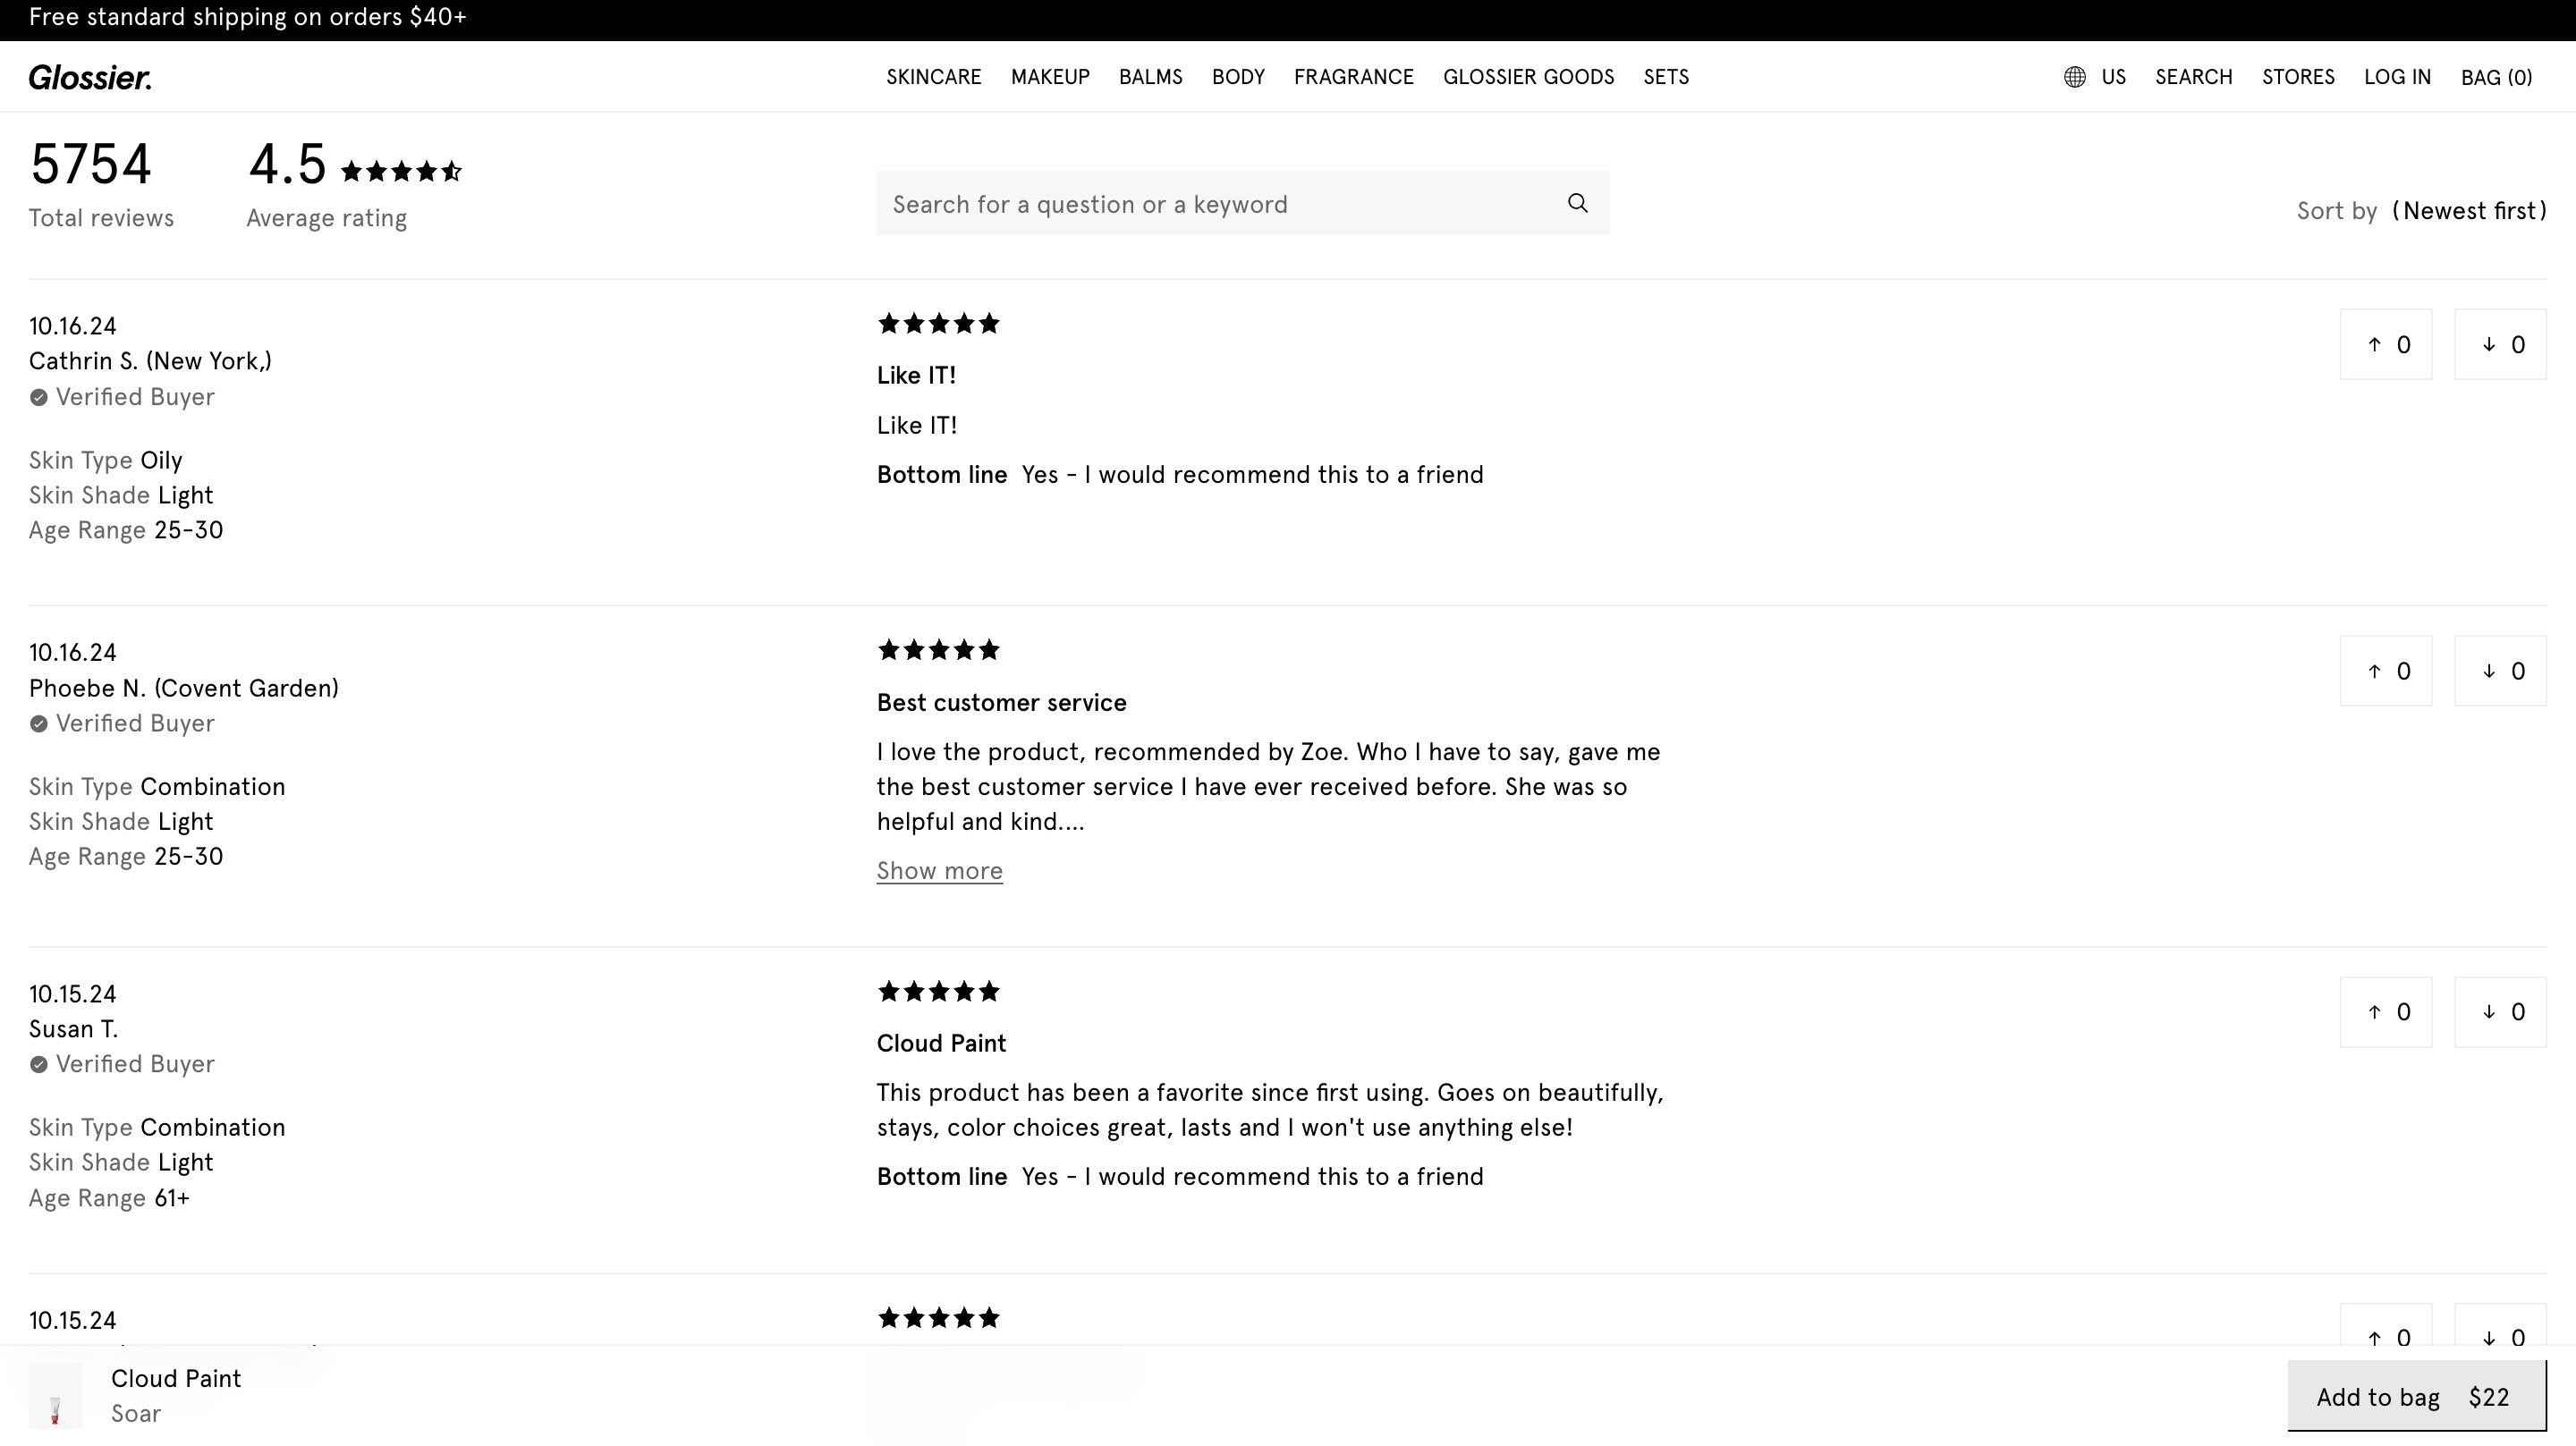 Free standard shipping on orders $40+
Glossier.
SKINCARE MAKEUP BALMS BODY FRAGRANCE GLOSSIER GOODS SETS
US SEARCH STORES LOG IN BAG (0)
5754
Total reviews
4.5
Average rating
Search for a question or a keyword
Sort by (Newest first)
10.16.24
Cathrin S. (New York,)
Verified Buyer
Skin Type Oily
Skin Shade Light
Age Range 25-30
Like IT!
Like IT!
Bottom line Yes - I would recommend this to a friend
↑ 0 ↓ 0
10.16.24
Phoebe N. (Covent Garden)
Verified Buyer
Skin Type Combination
Skin Shade Light
Age Range 25-30
Best customer service
I love the product, recommended by Zoe. Who I have to say, gave me
the best customer service I have ever received before. She was so
helpful and kind....
Show more
↑ 0 ↓ 0
10.15.24
Susan T.
Verified Buyer
Skin Type Combination
Skin Shade Light
Age Range 61+
Cloud Paint
This product has been a favorite since first using. Goes on beautifully,
stays, color choices great, lasts and I won't use anything else!
Bottom line Yes - I would recommend this to a friend
↑ 0 ↓ 0
10.15.24
↑ 0 ↓ 0
Cloud Paint
Soar
Add to bag $22